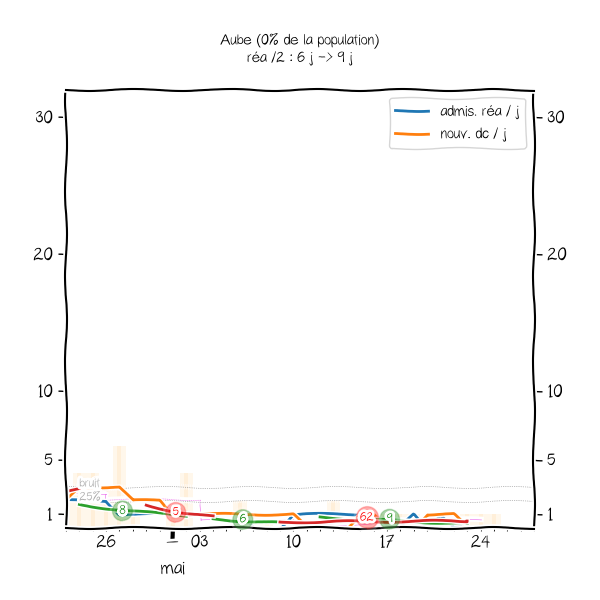 Aube (0% de la population)
réa /2 : 6 j -> 9 j
admis. réa / j
nouv. dc / j
30 30
20 20
10 10
5 5
1 1
bruit
25%
8 5 6 62 9
26 03 10 17 24
mai